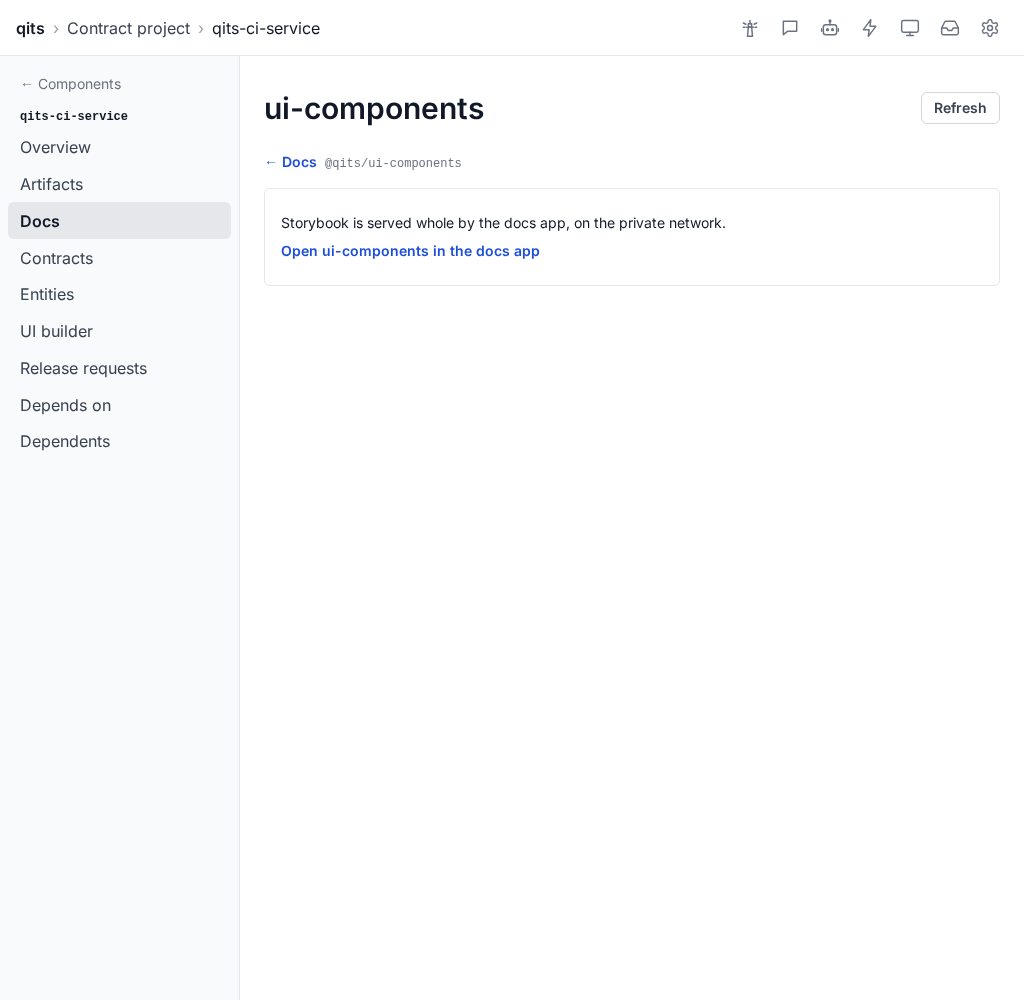 qits › Contract project › qits-ci-service
← Components
qits-ci-service
Overview
Artifacts
Docs
Contracts
Entities
UI builder
Release requests
Depends on
Dependents
ui-components
Refresh
← Docs @qits/ui-components
Storybook is served whole by the docs app, on the private network.
Open ui-components in the docs app